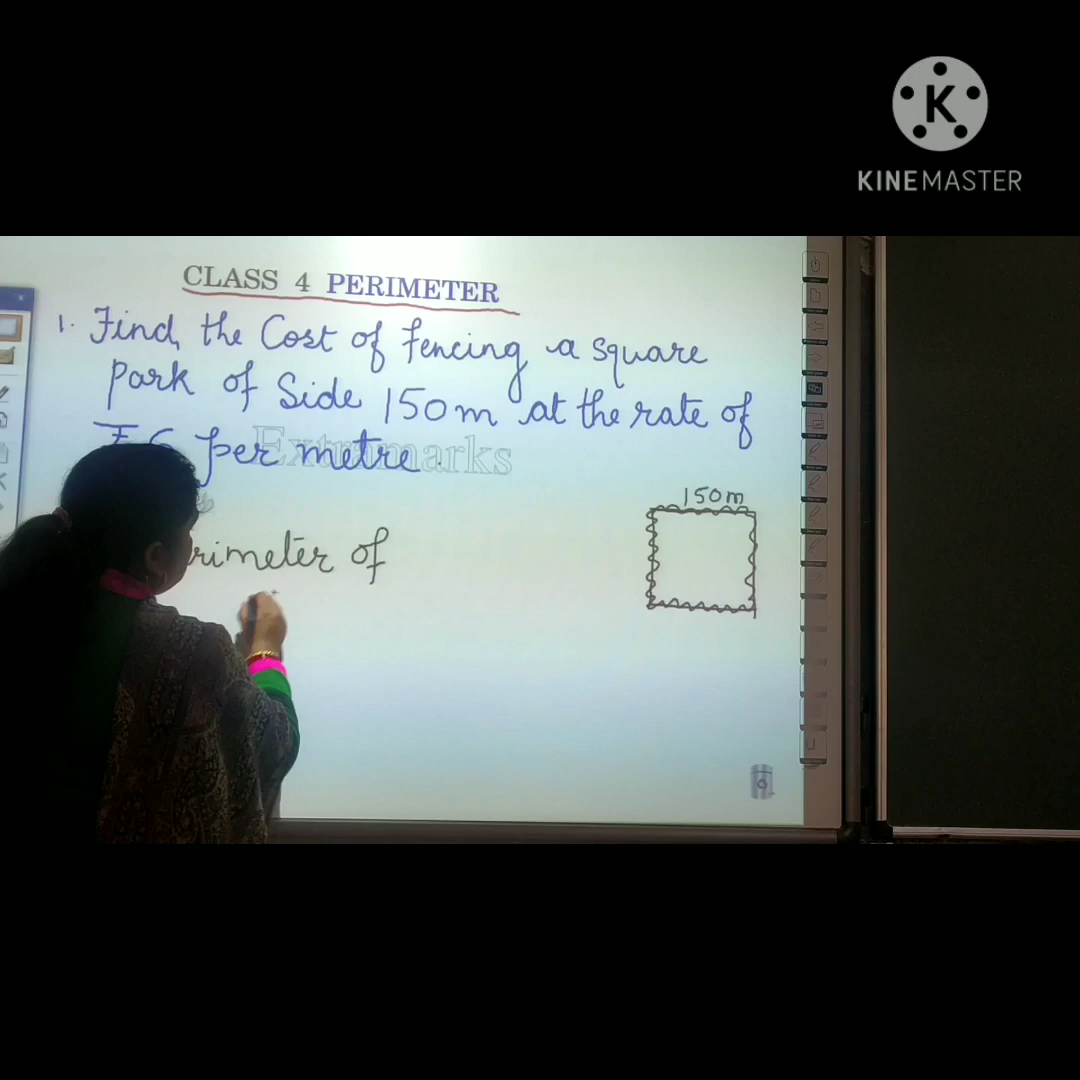 K
KINEMASTER
CLASS 4 PERIMETER
1. Find the Cost of fencing a square
park of Side 150m at the rate of
₹ 6 per metre.
Extramarks
150m
rimeter of